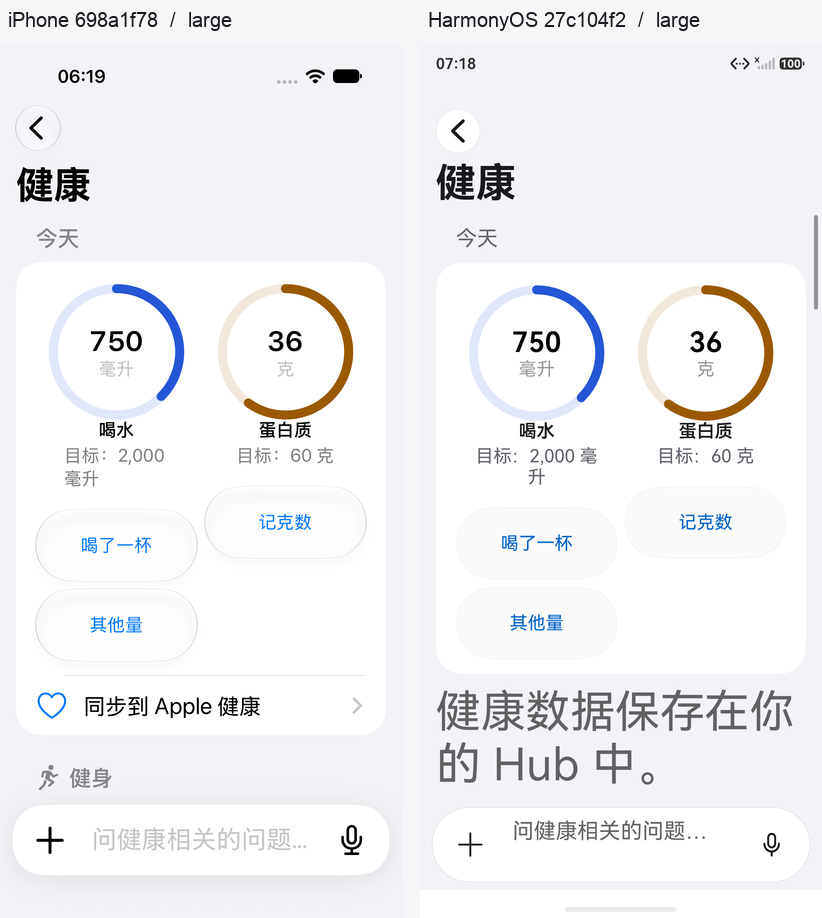 iPhone 698a1f78 / large
06:19
健康
今天
750
毫升
36
克
喝水
蛋白质
目标：2,000
毫升
目标：60 克
喝了一杯
记克数
其他量
同步到 Apple 健康
健身
问健康相关的问题...
HarmonyOS 27c104f2 / large
07:18
100
健康
今天
750
毫升
36
克
喝水
蛋白质
目标：2,000 毫
升
目标：60 克
喝了一杯
记克数
其他量
健康数据保存在你
的 Hub 中。
问健康相关的问题...